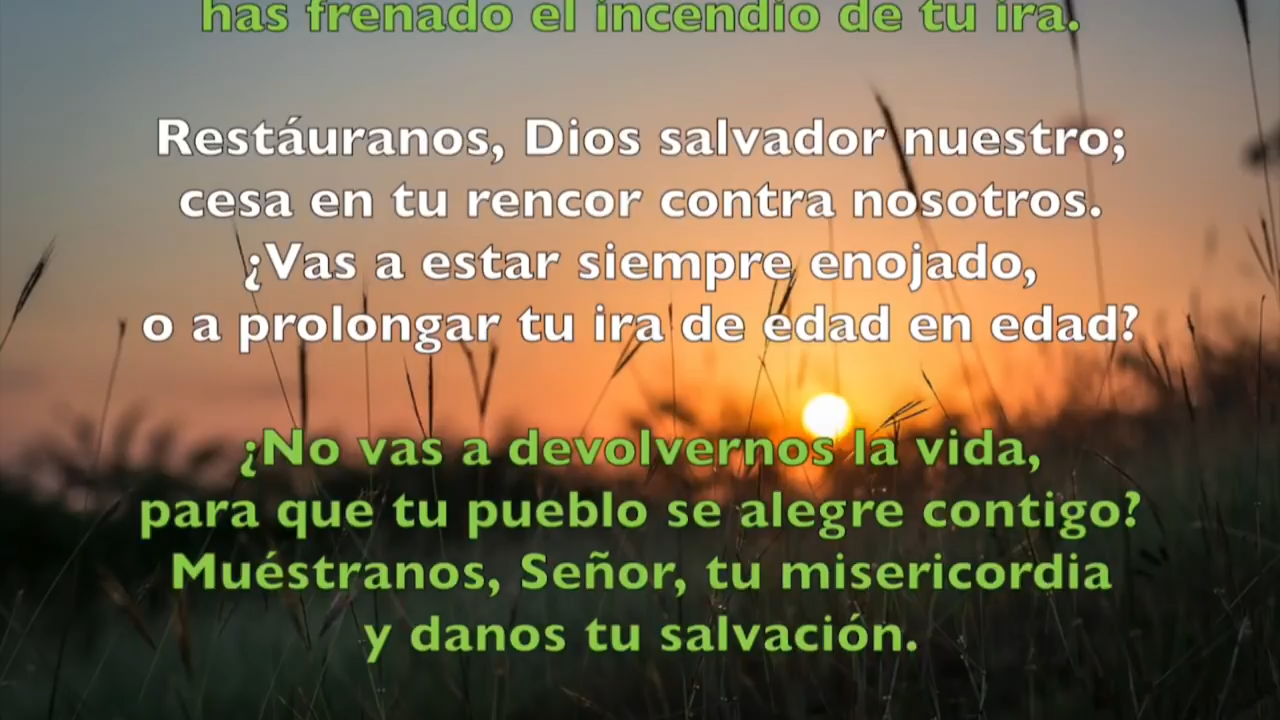 has frenado el incendio de tu ira.
Restáuranos, Dios salvador nuestro;
cesa en tu rencor contra nosotros.
¿Vas a estar siempre enojado,
o a prolongar tu ira de edad en edad?
¿No vas a devolvernos la vida,
para que tu pueblo se alegre contigo?
Muéstranos, Señor, tu misericordia
y danos tu salvación.